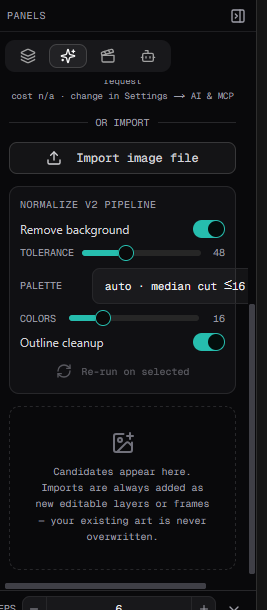 PANELS
request
cost n/a · change in Settings → AI & MCP
OR IMPORT
Import image file
NORMALIZE V2 PIPELINE
Remove background
TOLERANCE 48
PALETTE auto · median cut ≤16
COLORS 16
Outline cleanup
Re-run on selected
Candidates appear here.
Imports are always added as
new editable layers or frames
— your existing art is never
overwritten.
EPS − 6 +